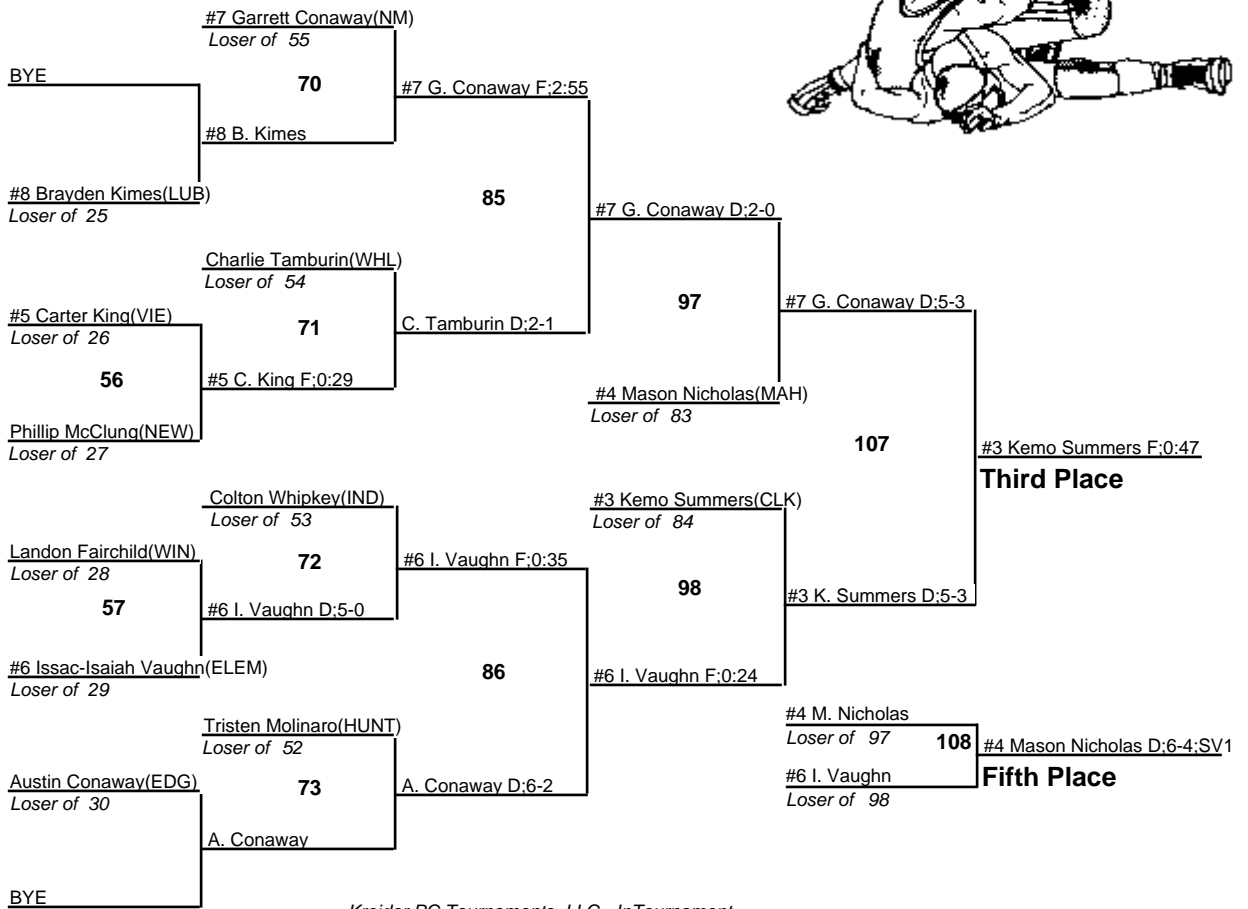 #7 Garrett Conaway(NM)
Loser of 55
BYE
70
#7 G. Conaway F;2:55
#8 B. Kimes
#8 Brayden Kimes(LUB)
Loser of 25
85
#7 G. Conaway D;2-0
Charlie Tamburin(WHL)
Loser of 54
#5 Carter King(VIE)
Loser of 26
71
C. Tamburin D;2-1
97
#7 G. Conaway D;5-3
56
#5 C. King F;0:29
#4 Mason Nicholas(MAH)
Loser of 83
Phillip McClung(NEW)
Loser of 27
107
#3 Kemo Summers F;0:47
Third Place
Colton Whipkey(IND)
Loser of 53
#3 Kemo Summers(CLK)
Loser of 84
Landon Fairchild(WIN)
Loser of 28
72
#6 I. Vaughn F;0:35
98
#3 K. Summers D;5-3
57
#6 I. Vaughn D;5-0
#6 Issac-Isaiah Vaughn(ELEM)
Loser of 29
86
#6 I. Vaughn F;0:24
Tristen Molinaro(HUNT)
Loser of 52
#4 M. Nicholas
Loser of 97
108
#4 Mason Nicholas D;6-4;SV1
Fifth Place
#6 I. Vaughn
Loser of 98
Austin Conaway(EDG)
Loser of 30
73
A. Conaway D;6-2
A. Conaway
BYE